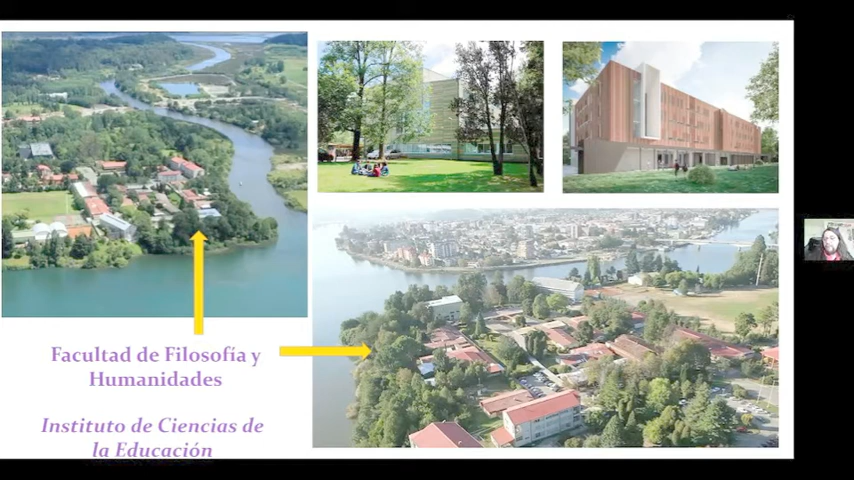 Facultad de Filosofía y
Humanidades
Instituto de Ciencias de
la Educación